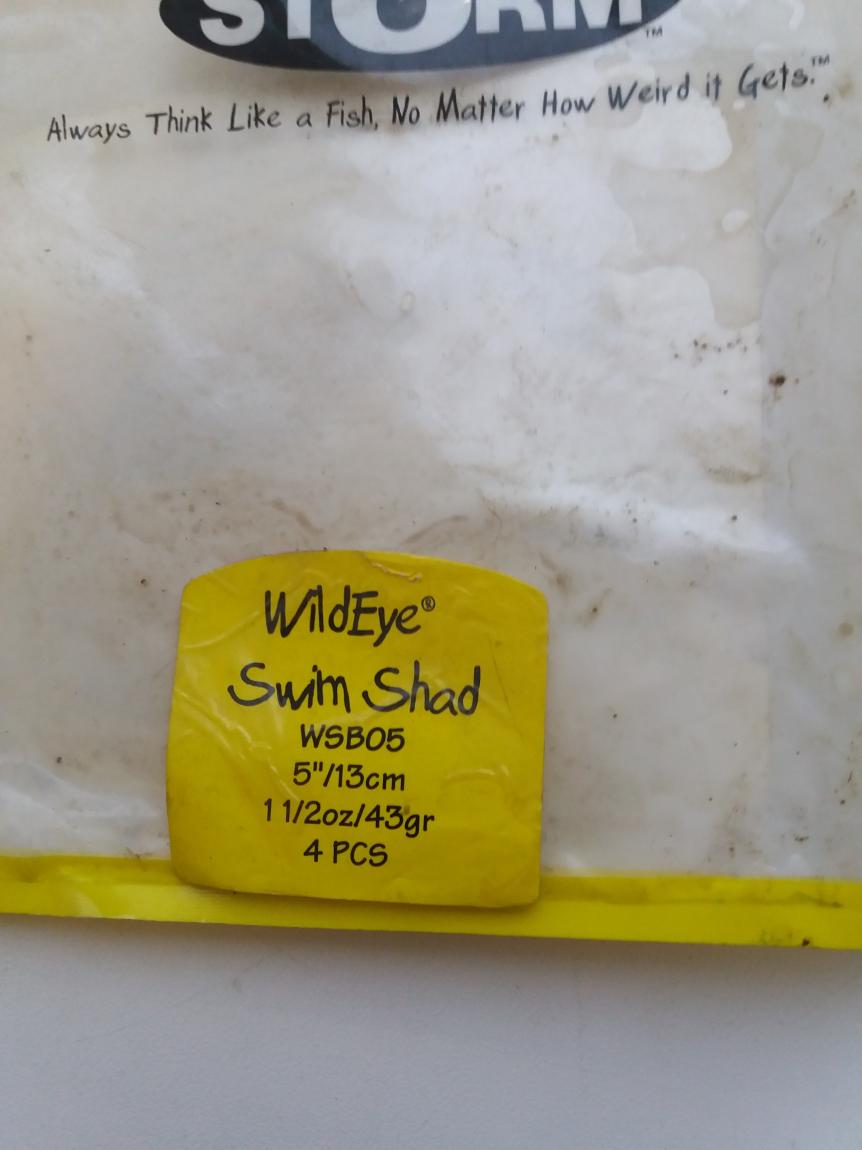 STORM™
Always Think Like a Fish, No Matter How Weird it Gets.™
WildEye®
Swim Shad
WSB05
5"/13cm
1 1/2oz/43gr
4 PCS